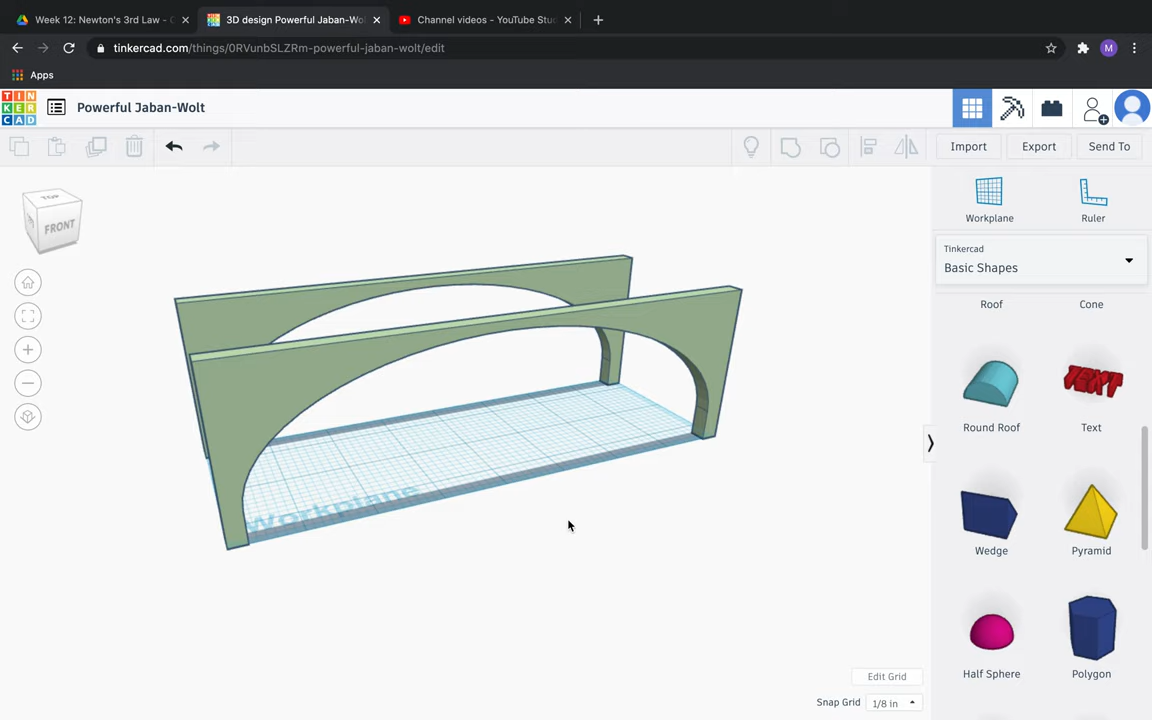 Week 12: Newton's 3rd Law - G
3D design Powerful Jaban-Wo
Channel videos - YouTube Stu
tinkercad.com/things/0RVunbSLZRm-powerful-jaban-wolt/edit
M
Apps
TIN
KER
CAD
Powerful Jaban-Wolt
Import
Export
Send To
TOP
FRONT
Workplane
Ruler
Tinkercad
Basic Shapes
Roof
Cone
TEXT
Round Roof
Text
Workplane
Wedge
Pyramid
Half Sphere
Polygon
Edit Grid
Snap Grid
1/8 in